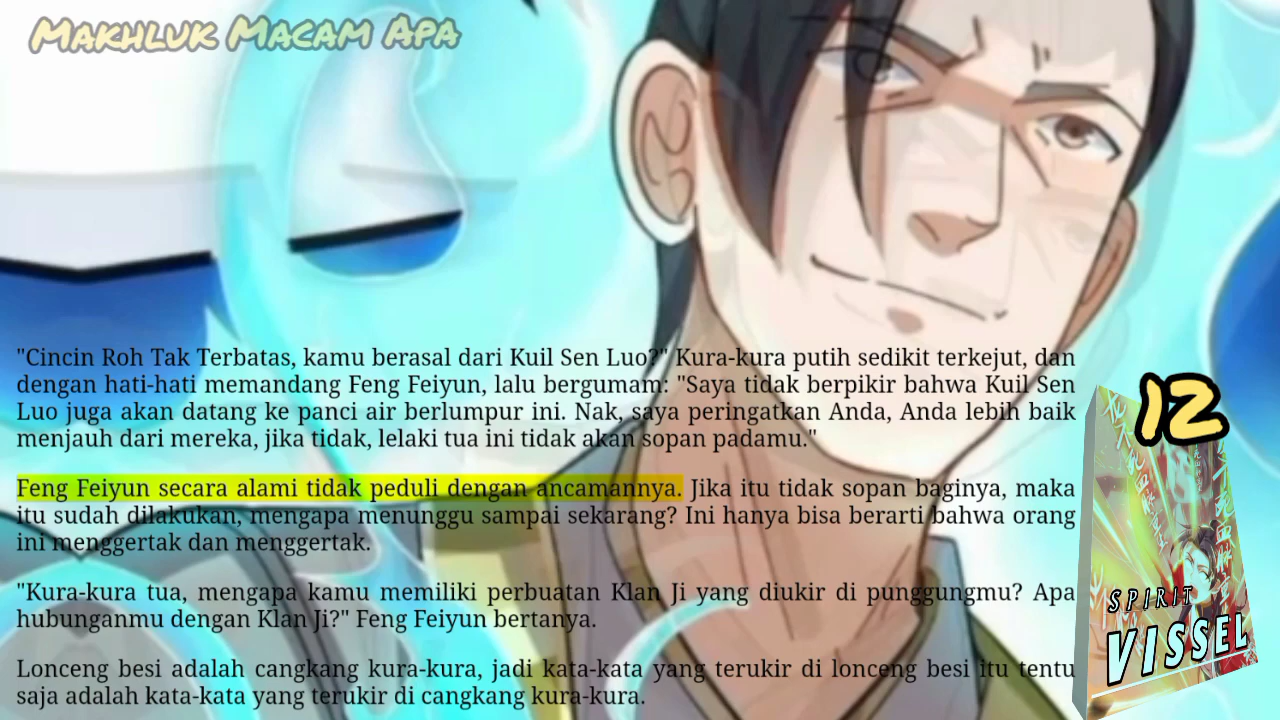 Makhluk Macam Apa
"Cincin Roh Tak Terbatas, kamu berasal dari Kuil Sen Luo?" Kura-kura putih sedikit terkejut, dan
dengan hati-hati memandang Feng Feiyun, lalu bergumam: "Saya tidak berpikir bahwa Kuil Sen
Luo juga akan datang ke panci air berlumpur ini. Nak, saya peringatkan Anda, Anda lebih baik
menjauh dari mereka, jika tidak, lelaki tua ini tidak akan sopan padamu."
Feng Feiyun secara alami tidak peduli dengan ancamannya. Jika itu tidak sopan baginya, maka
itu sudah dilakukan, mengapa menunggu sampai sekarang? Ini hanya bisa berarti bahwa orang
ini menggertak dan menggertak.
"Kura-kura tua, mengapa kamu memiliki perbuatan Klan Ji yang diukir di punggungmu? Apa
hubunganmu dengan Klan Ji?" Feng Feiyun bertanya.
Lonceng besi adalah cangkang kura-kura, jadi kata-kata yang terukir di lonceng besi itu tentu
saja adalah kata-kata yang terukir di cangkang kura-kura.
12
SPIRIT
VISSEL